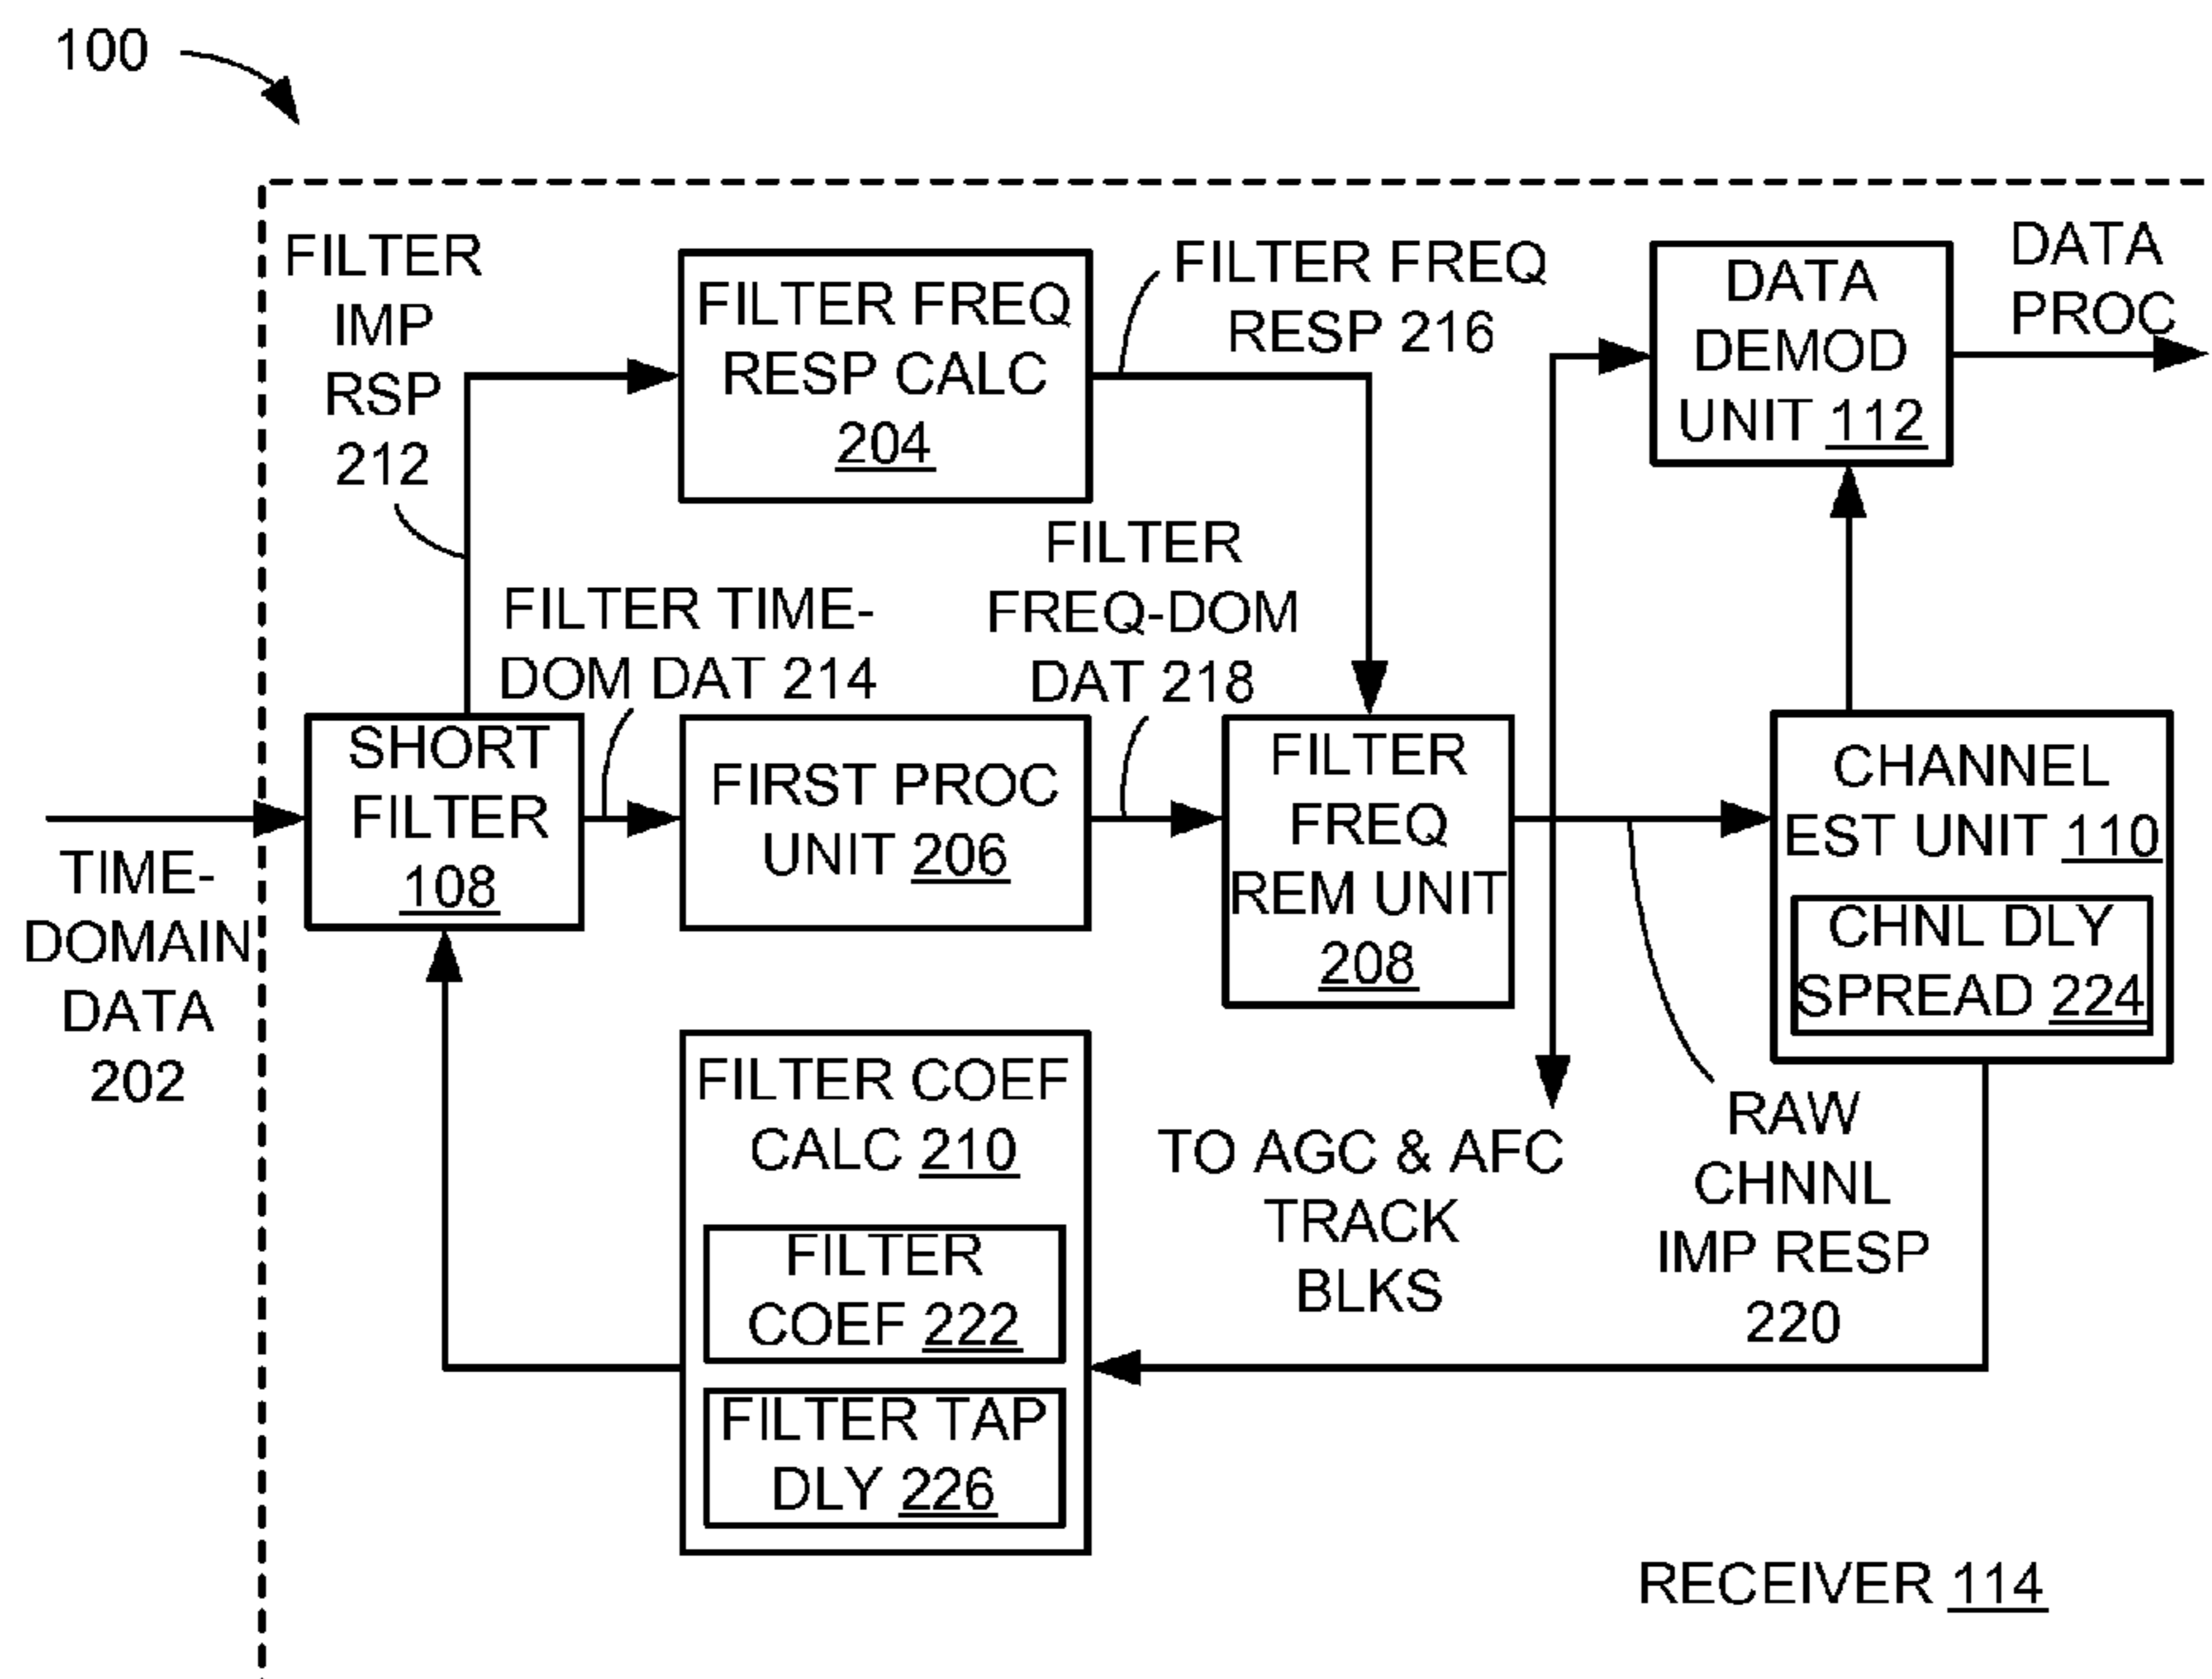 100
FILTER
IMP
RSP
212
FILTER FREQ
RESP CALC
204
FILTER FREQ
RESP 216
DATA
DEMOD
UNIT 112
DATA
PROC
FILTER TIME-
DOM DAT 214
FILTER
FREQ-DOM
DAT 218
TIME-
DOMAIN
DATA
202
SHORT
FILTER
108
FIRST PROC
UNIT 206
FILTER
FREQ
REM UNIT
208
CHANNEL
EST UNIT 110
CHNL DLY
SPREAD 224
FILTER COEF
CALC 210
FILTER
COEF 222
FILTER TAP
DLY 226
TO AGC & AFC
TRACK
BLKS
RAW
CHNNL
IMP RESP
220
RECEIVER 114